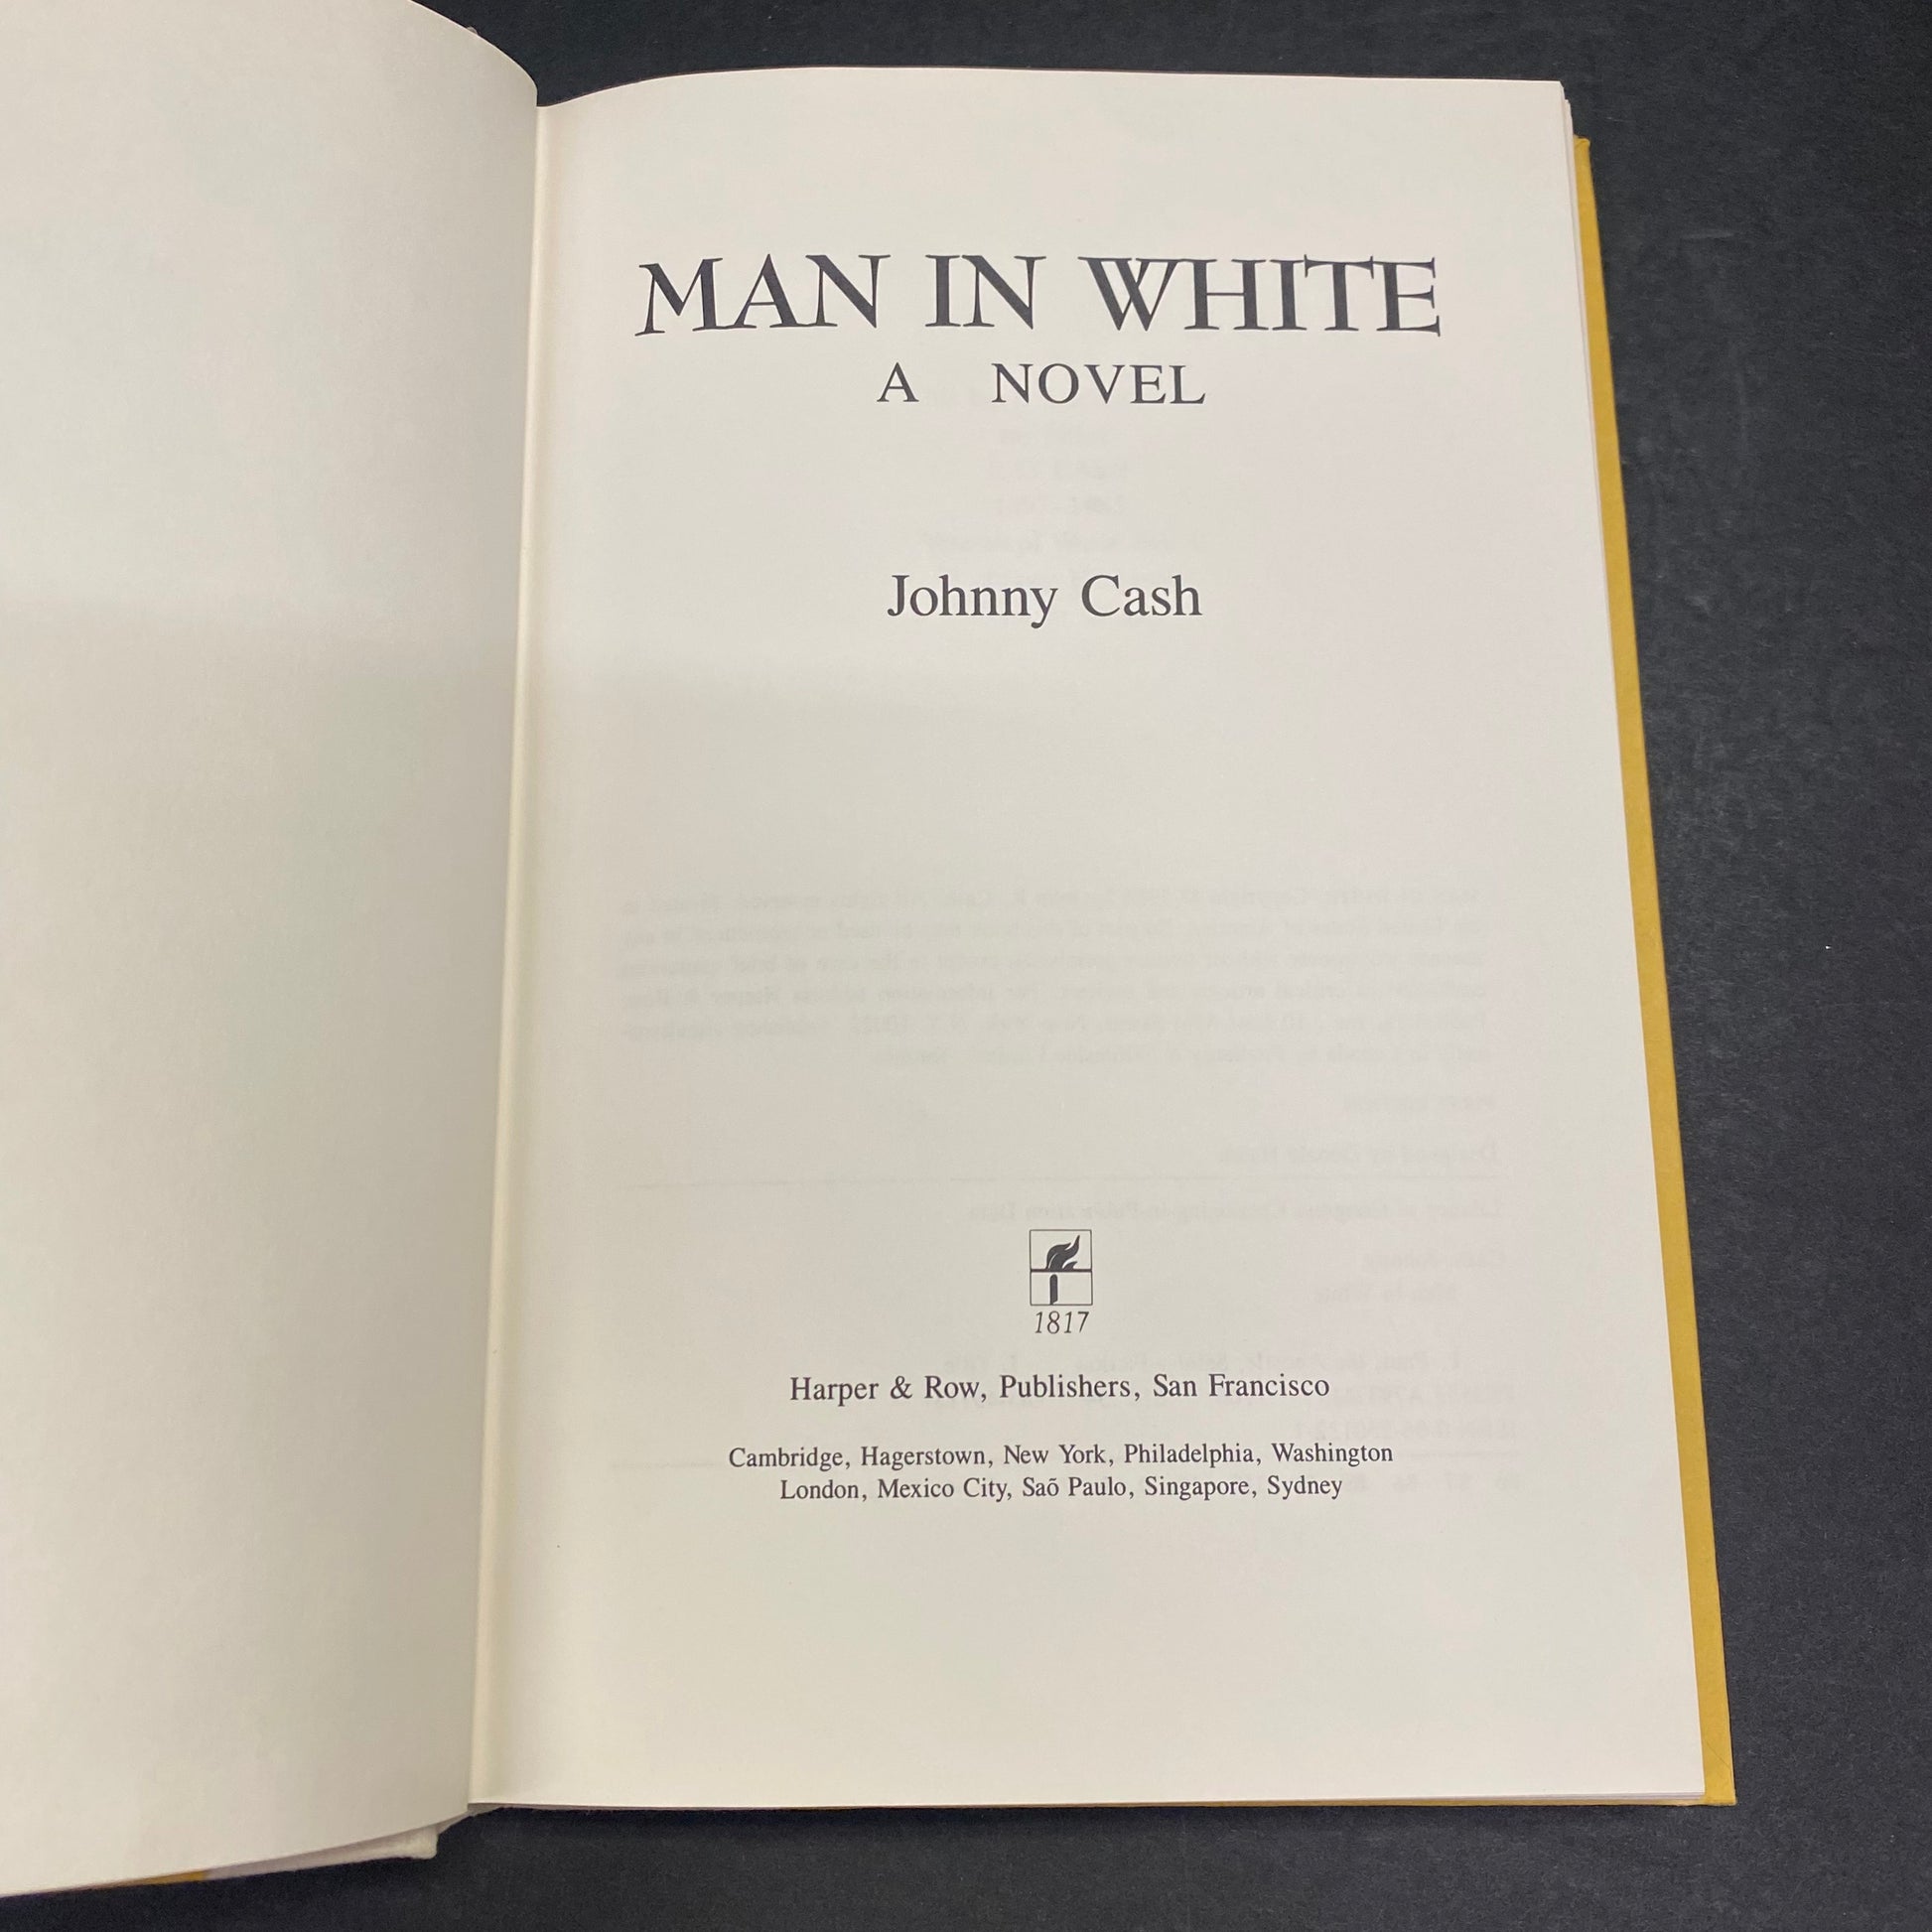 MAN IN WHITE
A NOVEL
Johnny Cash
1817
Harper & Row, Publishers, San Francisco
Cambridge, Hagerstown, New York, Philadelphia, Washington
London, Mexico City, Saõ Paulo, Singapore, Sydney